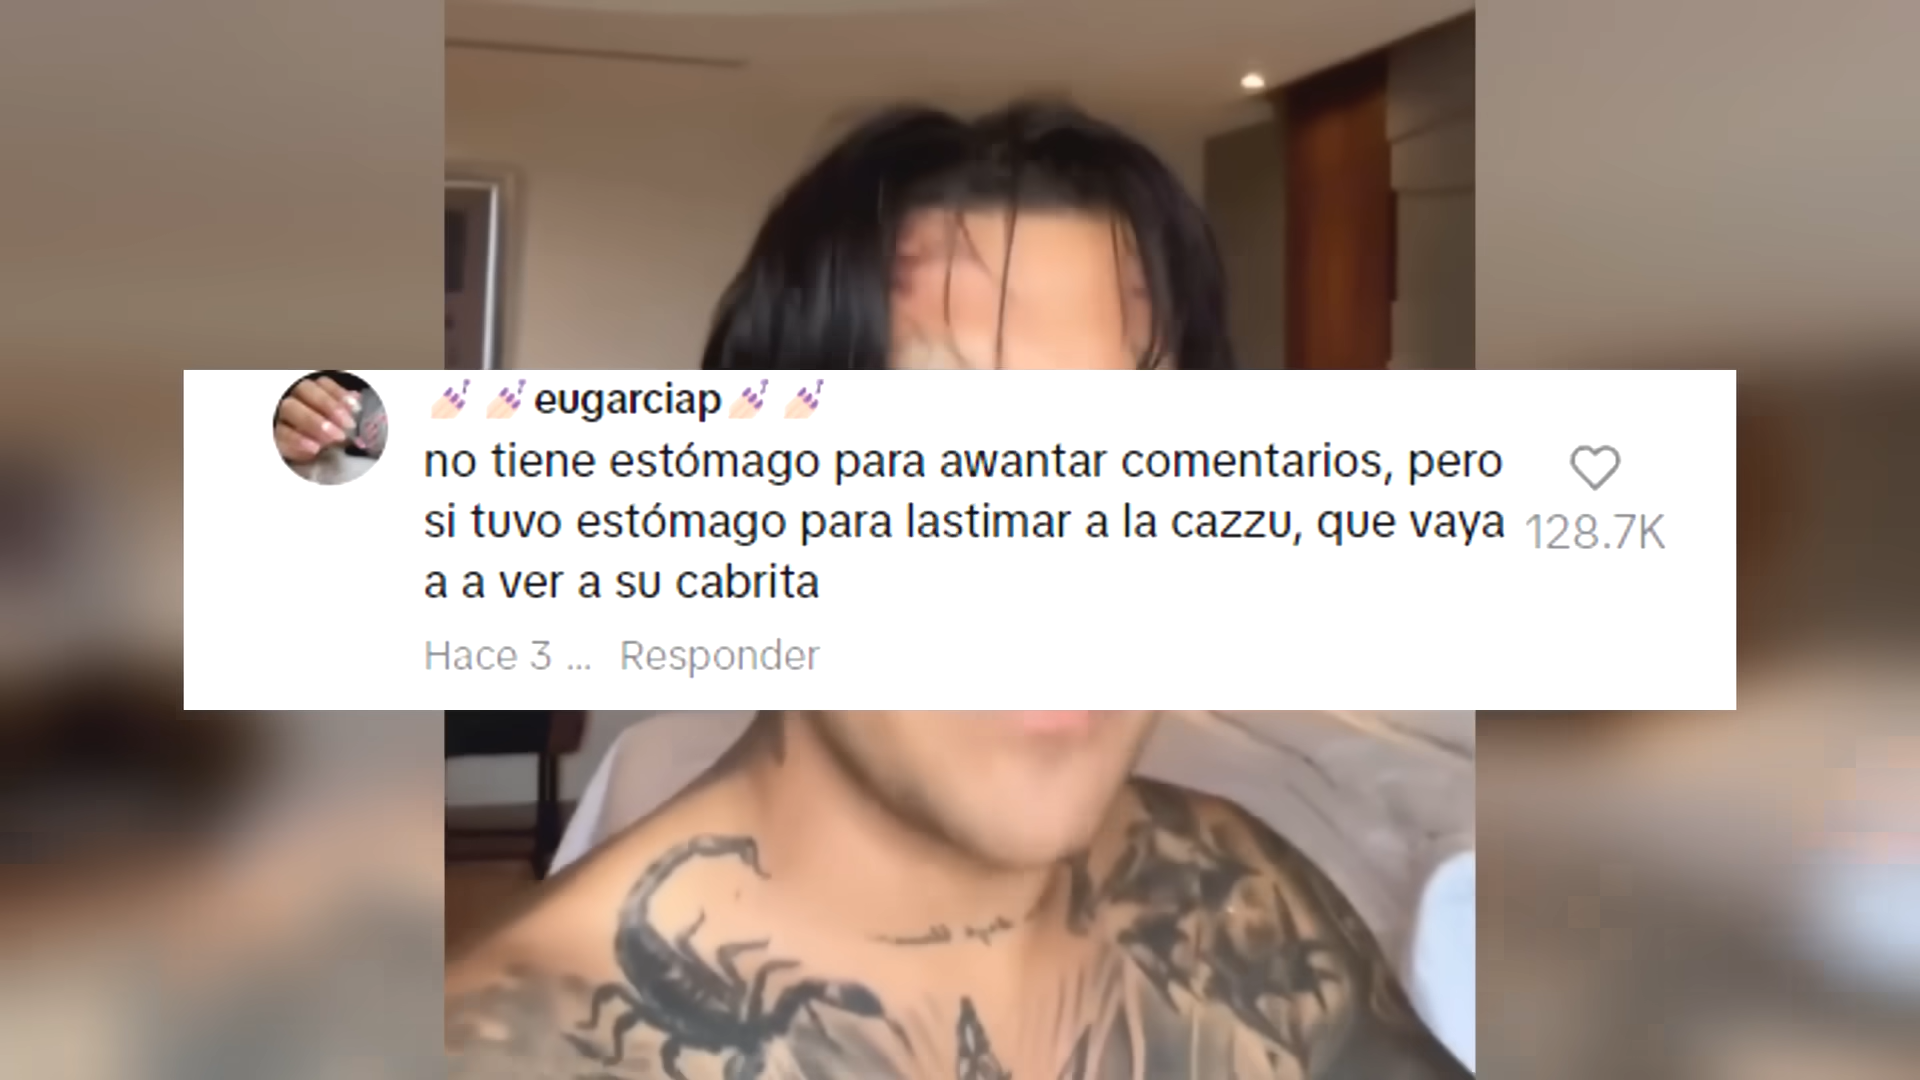 💅🏻💅🏻eugarciap💅🏻💅🏻
no tiene estómago para awantar comentarios, pero
si tuvo estómago para lastimar a la cazzu, que vaya
a a ver a su cabrita
128.7K
Hace 3 ... Responder